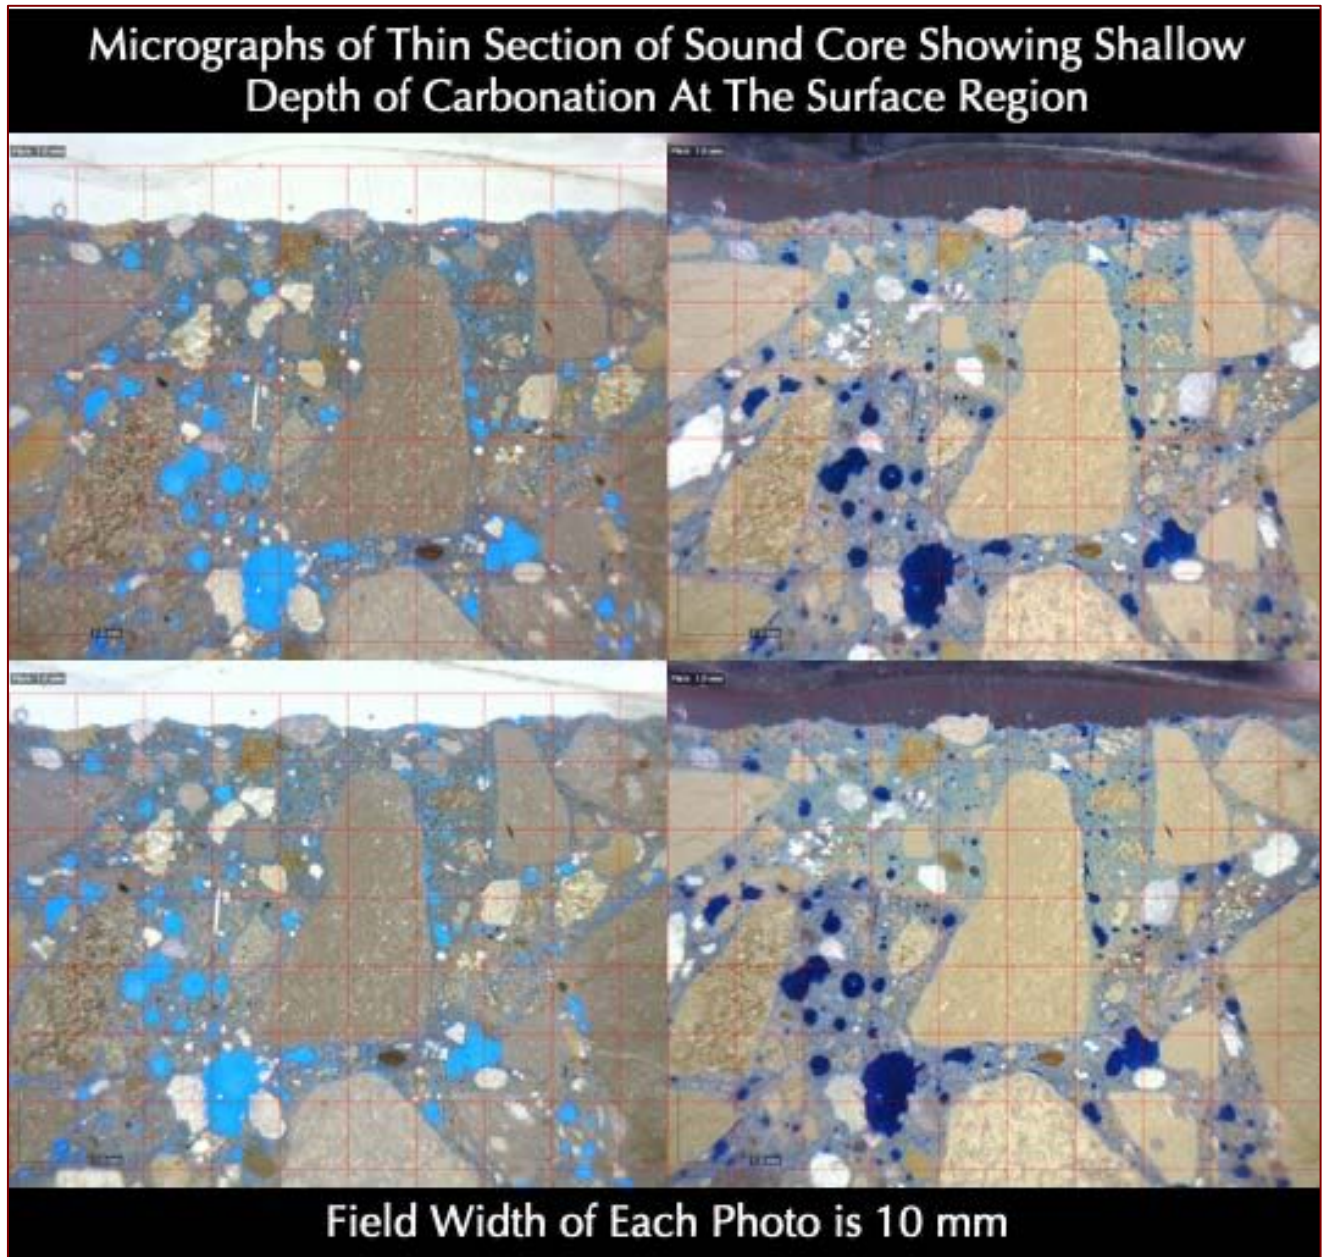 Micrographs of Thin Section of Sound Core Showing Shallow
Depth of Carbonation At The Surface Region
Field Width of Each Photo is 10 mm